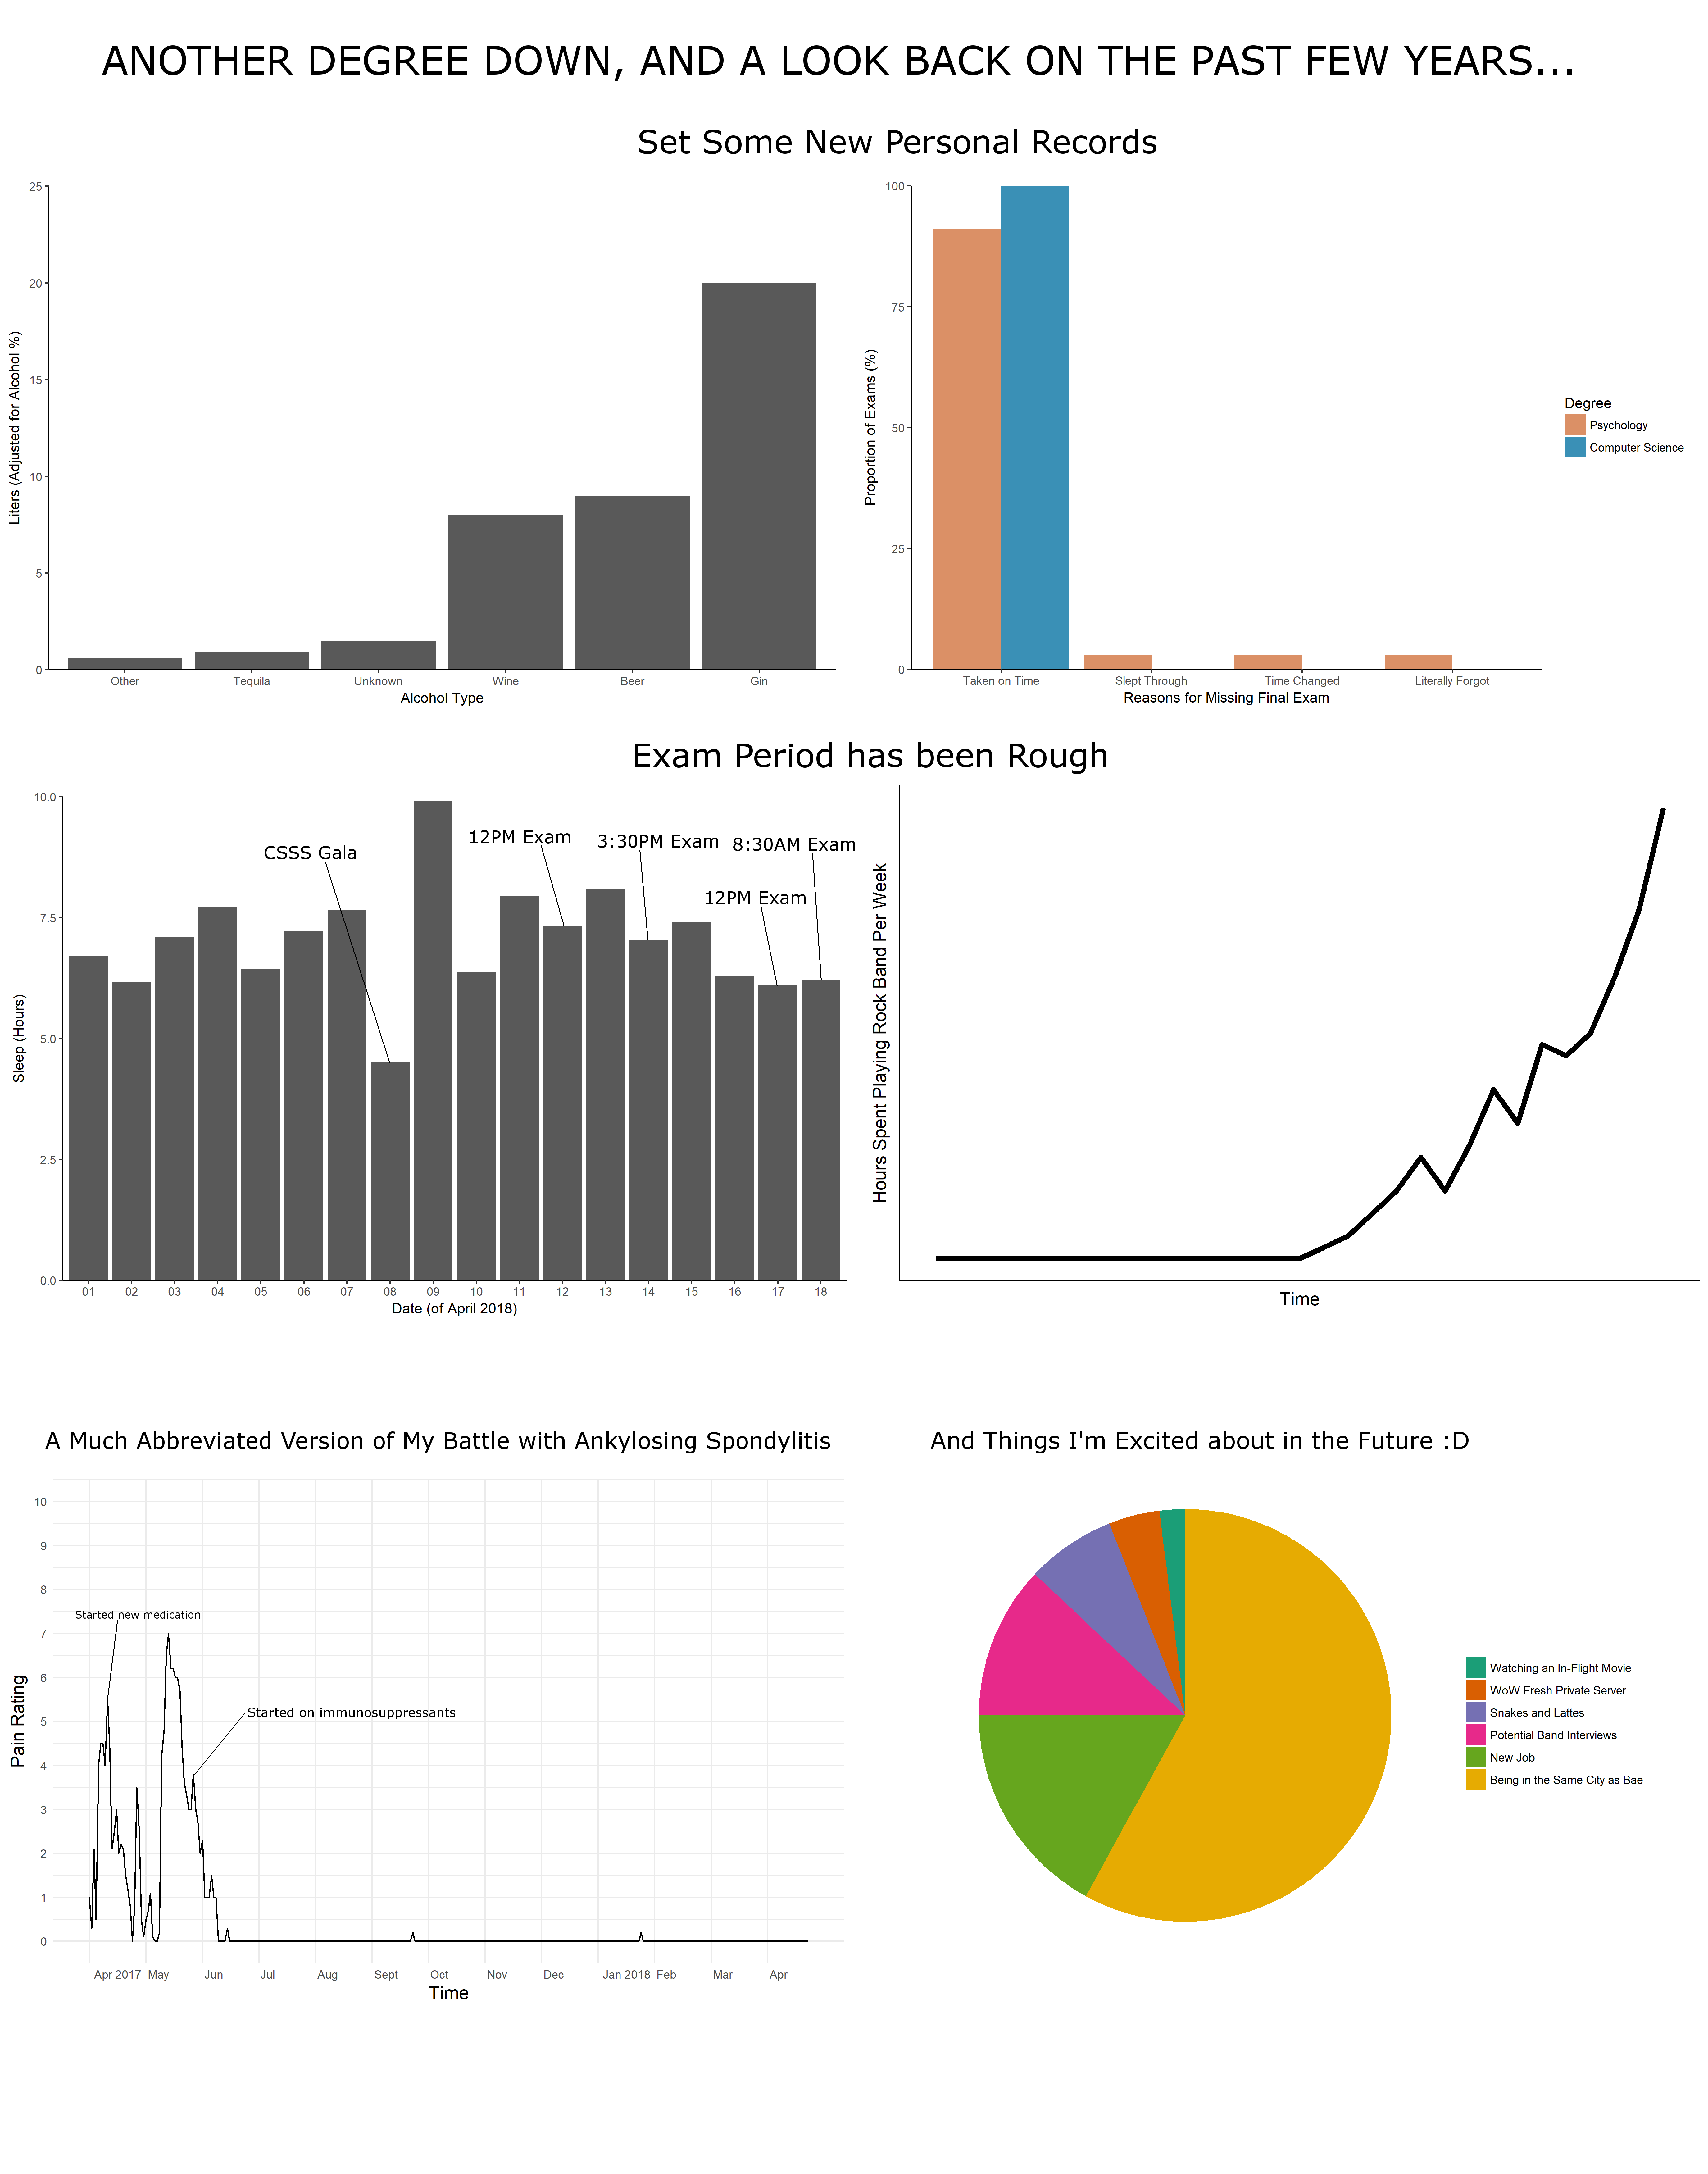 ANOTHER DEGREE DOWN, AND A LOOK BACK ON THE PAST FEW YEARS...
Set Some New Personal Records
Liters (Adjusted for Alcohol %)
25
20
15
10
5
0
Other Tequila Unknown Wine Beer Gin
Alcohol Type
Proportion of Exams (%)
100
75
50
25
0
Taken on Time Slept Through Time Changed Literally Forgot
Reasons for Missing Final Exam
Degree
Psychology
Computer Science
Exam Period has been Rough
Sleep (Hours)
10.0
7.5
5.0
2.5
0.0
CSSS Gala
12PM Exam
3:30PM Exam
8:30AM Exam
12PM Exam
01 02 03 04 05 06 07 08 09 10 11 12 13 14 15 16 17 18
Date (of April 2018)
Hours Spent Playing Rock Band Per Week
Time
A Much Abbreviated Version of My Battle with Ankylosing Spondylitis
Pain Rating
10
9
8
7
6
5
4
3
2
1
0
Started new medication
Started on immunosuppressants
Apr 2017 May Jun Jul Aug Sept Oct Nov Dec Jan 2018 Feb Mar Apr
Time
And Things I'm Excited about in the Future :D
Watching an In-Flight Movie
WoW Fresh Private Server
Snakes and Lattes
Potential Band Interviews
New Job
Being in the Same City as Bae